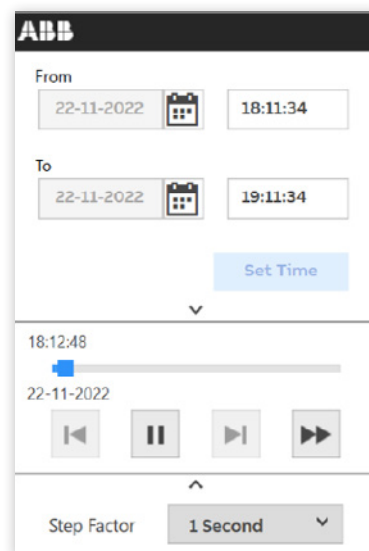 ABB
From
22-11-2022 18:11:34
To
22-11-2022 19:11:34
Set Time
18:12:48
22-11-2022
Step Factor 1 Second